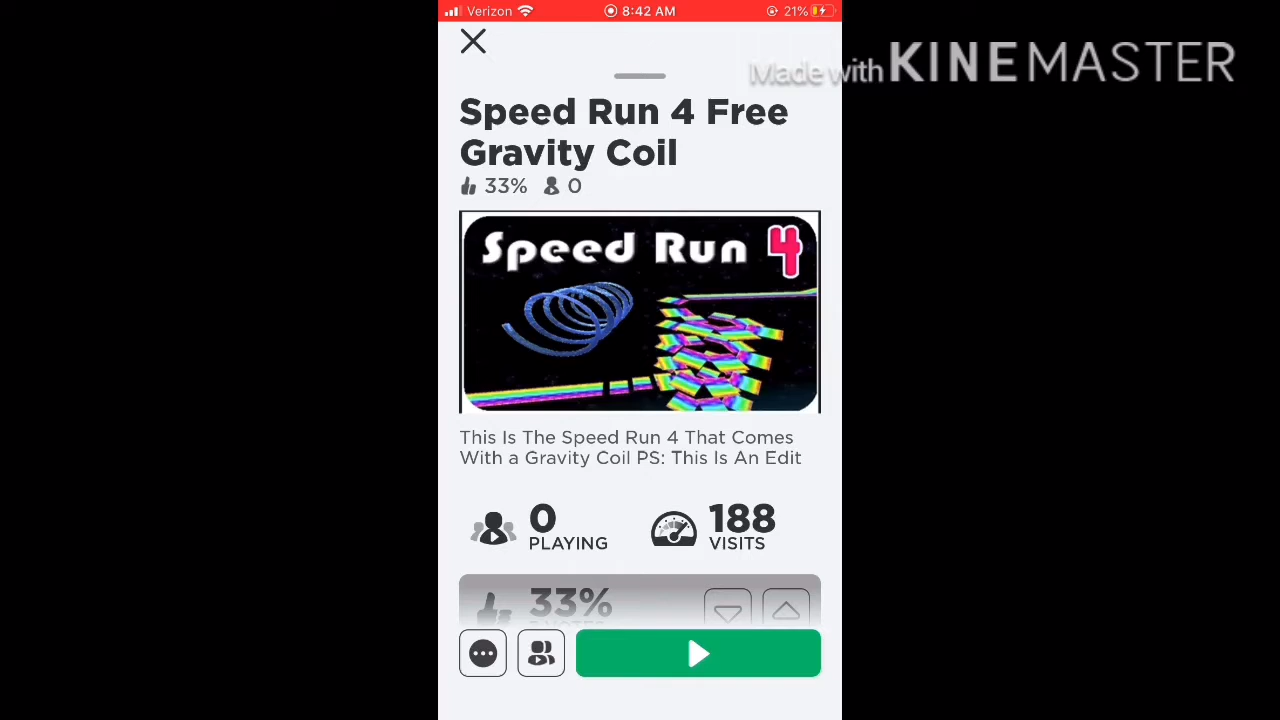 Verizon 8:42 AM 21%
Made with KINEMASTER
Speed Run 4 Free
Gravity Coil
33% 0
Speed Run 4
This Is The Speed Run 4 That Comes
With a Gravity Coil PS: This Is An Edit
0 188
PLAYING VISITS
33%